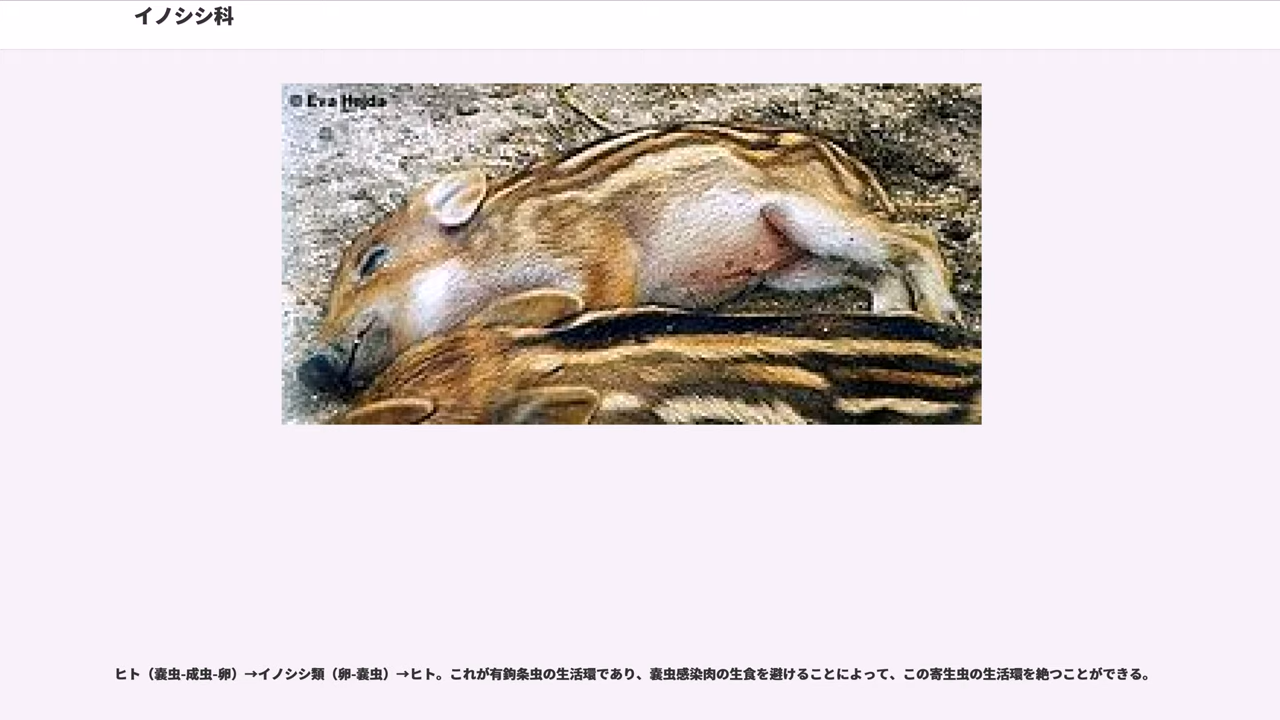 イノシシ科
© Eva Hejda
ヒト（嚢虫-成虫-卵）→イノシシ類（卵-嚢虫）→ヒト。これが有鉤条虫の生活環であり、嚢虫感染肉の生食を避けることによって、この寄生虫の生活環を絶つことができる。